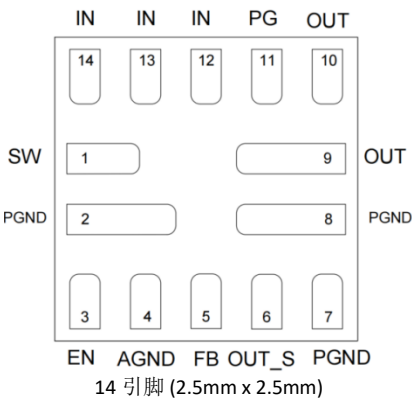 IN IN IN PG OUT
14 13 12 11 10
SW 1 9 OUT
PGND 2 8 PGND
3 4 5 6 7
EN AGND FB OUT_S PGND
14 引脚 (2.5mm x 2.5mm)